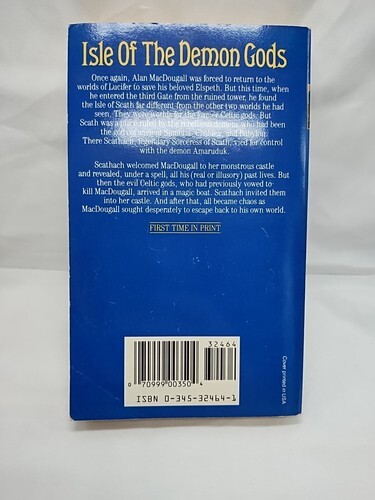 Isle Of The Demon Gods
Once again, Alan MacDougall was forced to return to the
worlds of Lucifer to save his beloved Elspeth. But this time, when
he entered the third Gate from the ruined tower, he found
the Isle of Scath far different from the other two worlds he had
seen. They were worlds for the Celtic gods. But
Scath was a place ruled by the demons who had been
the gods of ancient Sumeria, and Babylon.
There Scathach, legendary Sorceress of Scath, vied for control
with the demon Amaruduk.
Scathach welcomed MacDougall to her monstrous castle
and revealed, under a spell, all his (real or illusory) past lives. But
then the evil Celtic gods, who had previously vowed to
kill MacDougall, arrived in a magic boat. Scathach invited them
into her castle. And after that, all became chaos as
MacDougall sought desperately to escape back to his own world.
FIRST TIME IN PRINT
32464
0 70999 00350 4
ISBN 0-345-32464-1
Cover printed in USA